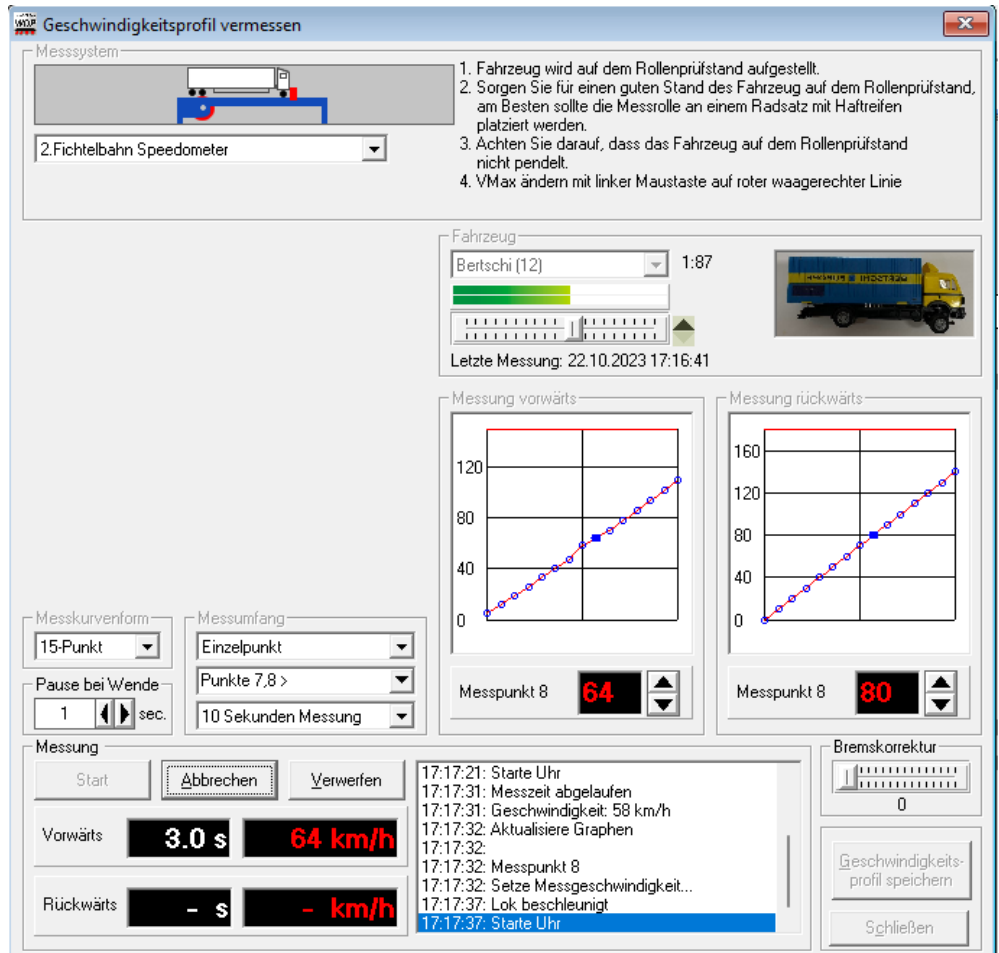 Geschwindigkeitsprofil vermessen
Messsystem
2.Fichtelbahn Speedometer
1. Fahrzeug wird auf dem Rollenprüfstand aufgestellt.
2. Sorgen Sie für einen guten Stand des Fahrzeug auf dem Rollenprüfstand,
am Besten sollte die Messrolle an einem Radsatz mit Haftreifen
platziert werden.
3. Achten Sie darauf, dass das Fahrzeug auf dem Rollenprüfstand
nicht pendelt.
4. VMax ändern mit linker Maustaste auf roter waagerechter Linie
Fahrzeug
Bertschi (12)
1:87
Letzte Messung: 22.10.2023 17:16:41
Messung vorwärts
120
80
40
0
Messpunkt 8
64
Messung rückwärts
160
120
80
40
0
Messpunkt 8
80
Messkurvenform
15-Punkt
Messumfang
Einzelpunkt
Punkte 7,8 >
10 Sekunden Messung
Pause bei Wende
1 sec.
Messung
Start
Abbrechen
Verwerfen
Vorwärts
3.0 s
64 km/h
Rückwärts
- s
- km/h
17:17:21: Starte Uhr
17:17:31: Messzeit abgelaufen
17:17:31: Geschwindigkeit: 58 km/h
17:17:32: Aktualisiere Graphen
17:17:32:
17:17:32: Messpunkt 8
17:17:32: Setze Messgeschwindigkeit...
17:17:37: Lok beschleunigt
17:17:37: Starte Uhr
Bremskorrektur
0
Geschwindigkeits-
profil speichern
Schließen